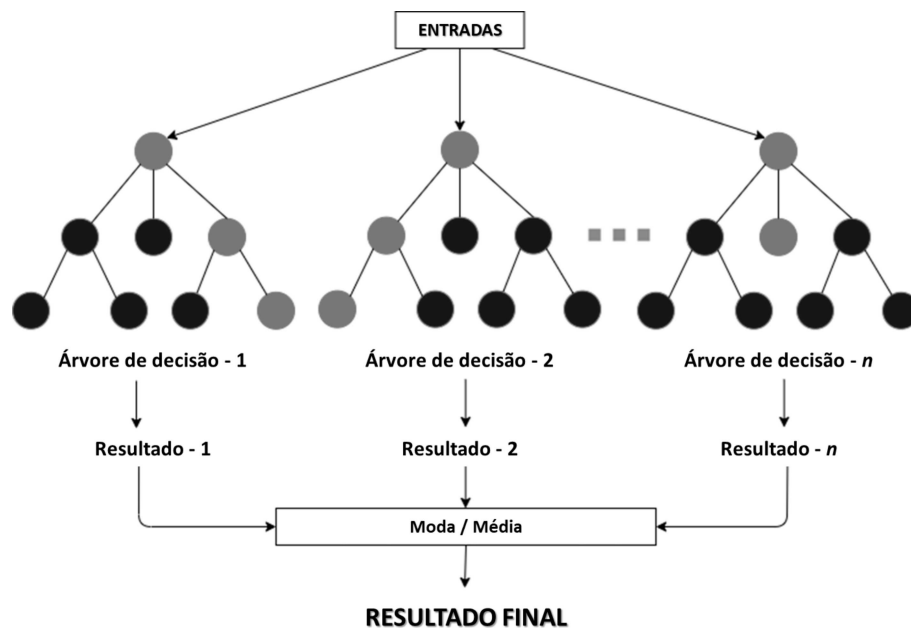 ENTRADAS
Árvore de decisão - 1
Árvore de decisão - 2
Árvore de decisão - n
Resultado - 1
Resultado - 2
Resultado - n
Moda / Média
RESULTADO FINAL